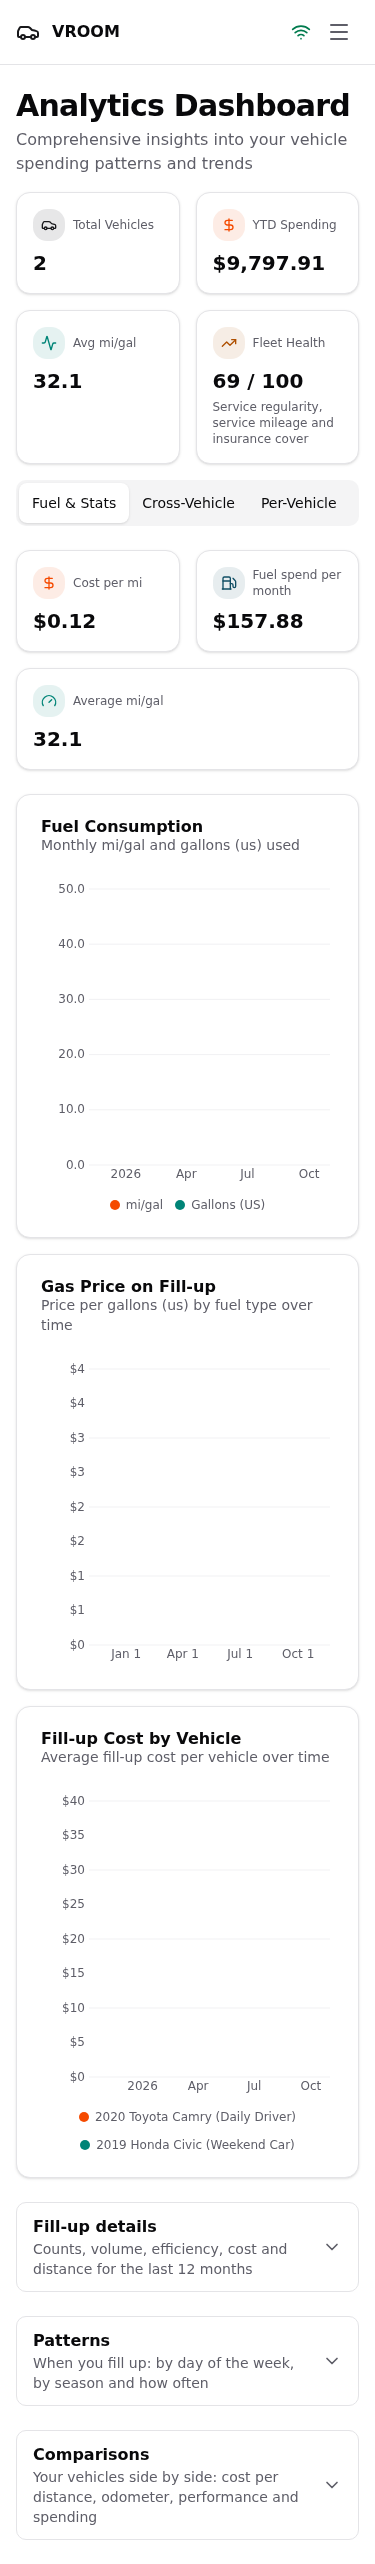 VROOM
Analytics Dashboard
Comprehensive insights into your vehicle
spending patterns and trends
Total Vehicles
2
YTD Spending
$9,797.91
Avg mi/gal
32.1
Fleet Health
69 / 100
Service regularity,
service mileage and
insurance cover
Fuel & Stats
Cross-Vehicle
Per-Vehicle
Cost per mi
$0.12
Fuel spend per
month
$157.88
Average mi/gal
32.1
Fuel Consumption
Monthly mi/gal and gallons (us) used
50.0
40.0
30.0
20.0
10.0
0.0
2026 Apr Jul Oct
mi/gal Gallons (US)
Gas Price on Fill-up
Price per gallons (us) by fuel type over
time
$4
$4
$3
$3
$2
$2
$1
$1
$0
Jan 1 Apr 1 Jul 1 Oct 1
Fill-up Cost by Vehicle
Average fill-up cost per vehicle over time
$40
$35
$30
$25
$20
$15
$10
$5
$0
2026 Apr Jul Oct
2020 Toyota Camry (Daily Driver)
2019 Honda Civic (Weekend Car)
Fill-up details
Counts, volume, efficiency, cost and
distance for the last 12 months
Patterns
When you fill up: by day of the week,
by season and how often
Comparisons
Your vehicles side by side: cost per
distance, odometer, performance and
spending